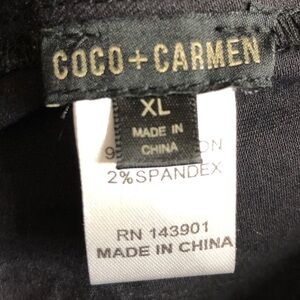 COCO + CARMEN
XL
MADE IN
CHINA
2% SPANDEX
RN 143901
MADE IN CHINA